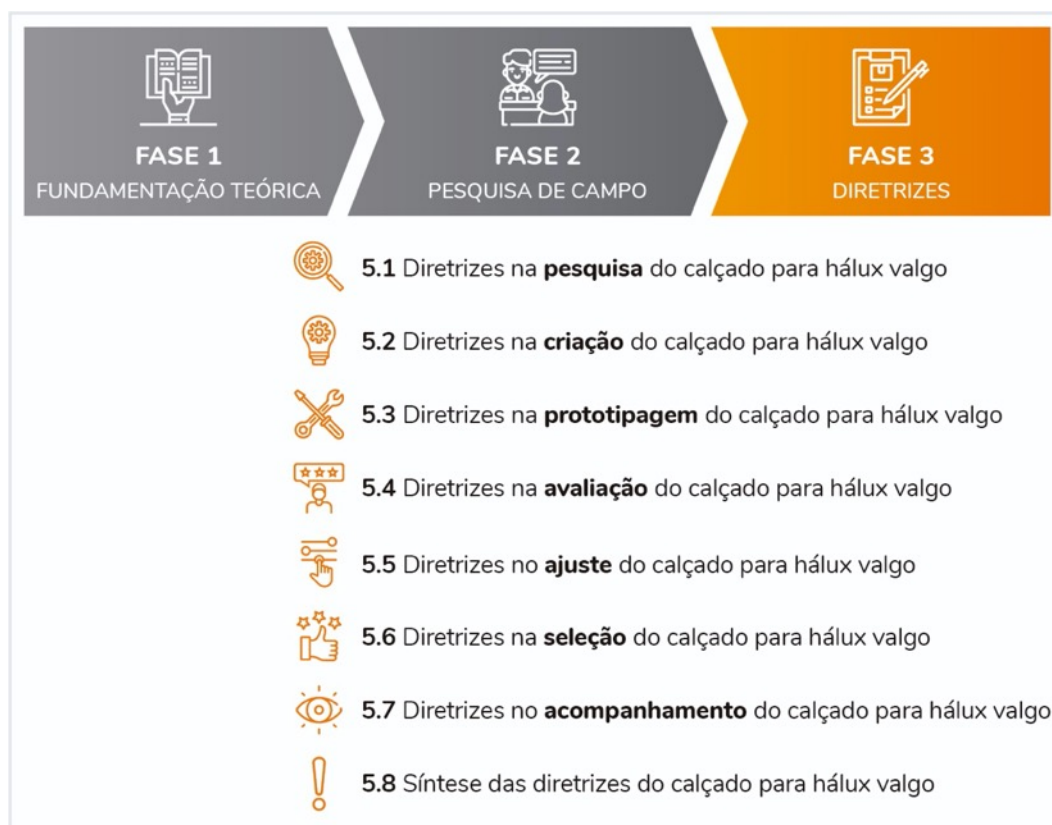 FASE 1
FUNDAMENTAÇÃO TEÓRICA
FASE 2
PESQUISA DE CAMPO
FASE 3
DIRETRIZES
5.1 Diretrizes na pesquisa do calçado para hálux valgo
5.2 Diretrizes na criação do calçado para hálux valgo
5.3 Diretrizes na prototipagem do calçado para hálux valgo
5.4 Diretrizes na avaliação do calçado para hálux valgo
5.5 Diretrizes no ajuste do calçado para hálux valgo
5.6 Diretrizes na seleção do calçado para hálux valgo
5.7 Diretrizes no acompanhamento do calçado para hálux valgo
5.8 Síntese das diretrizes do calçado para hálux valgo